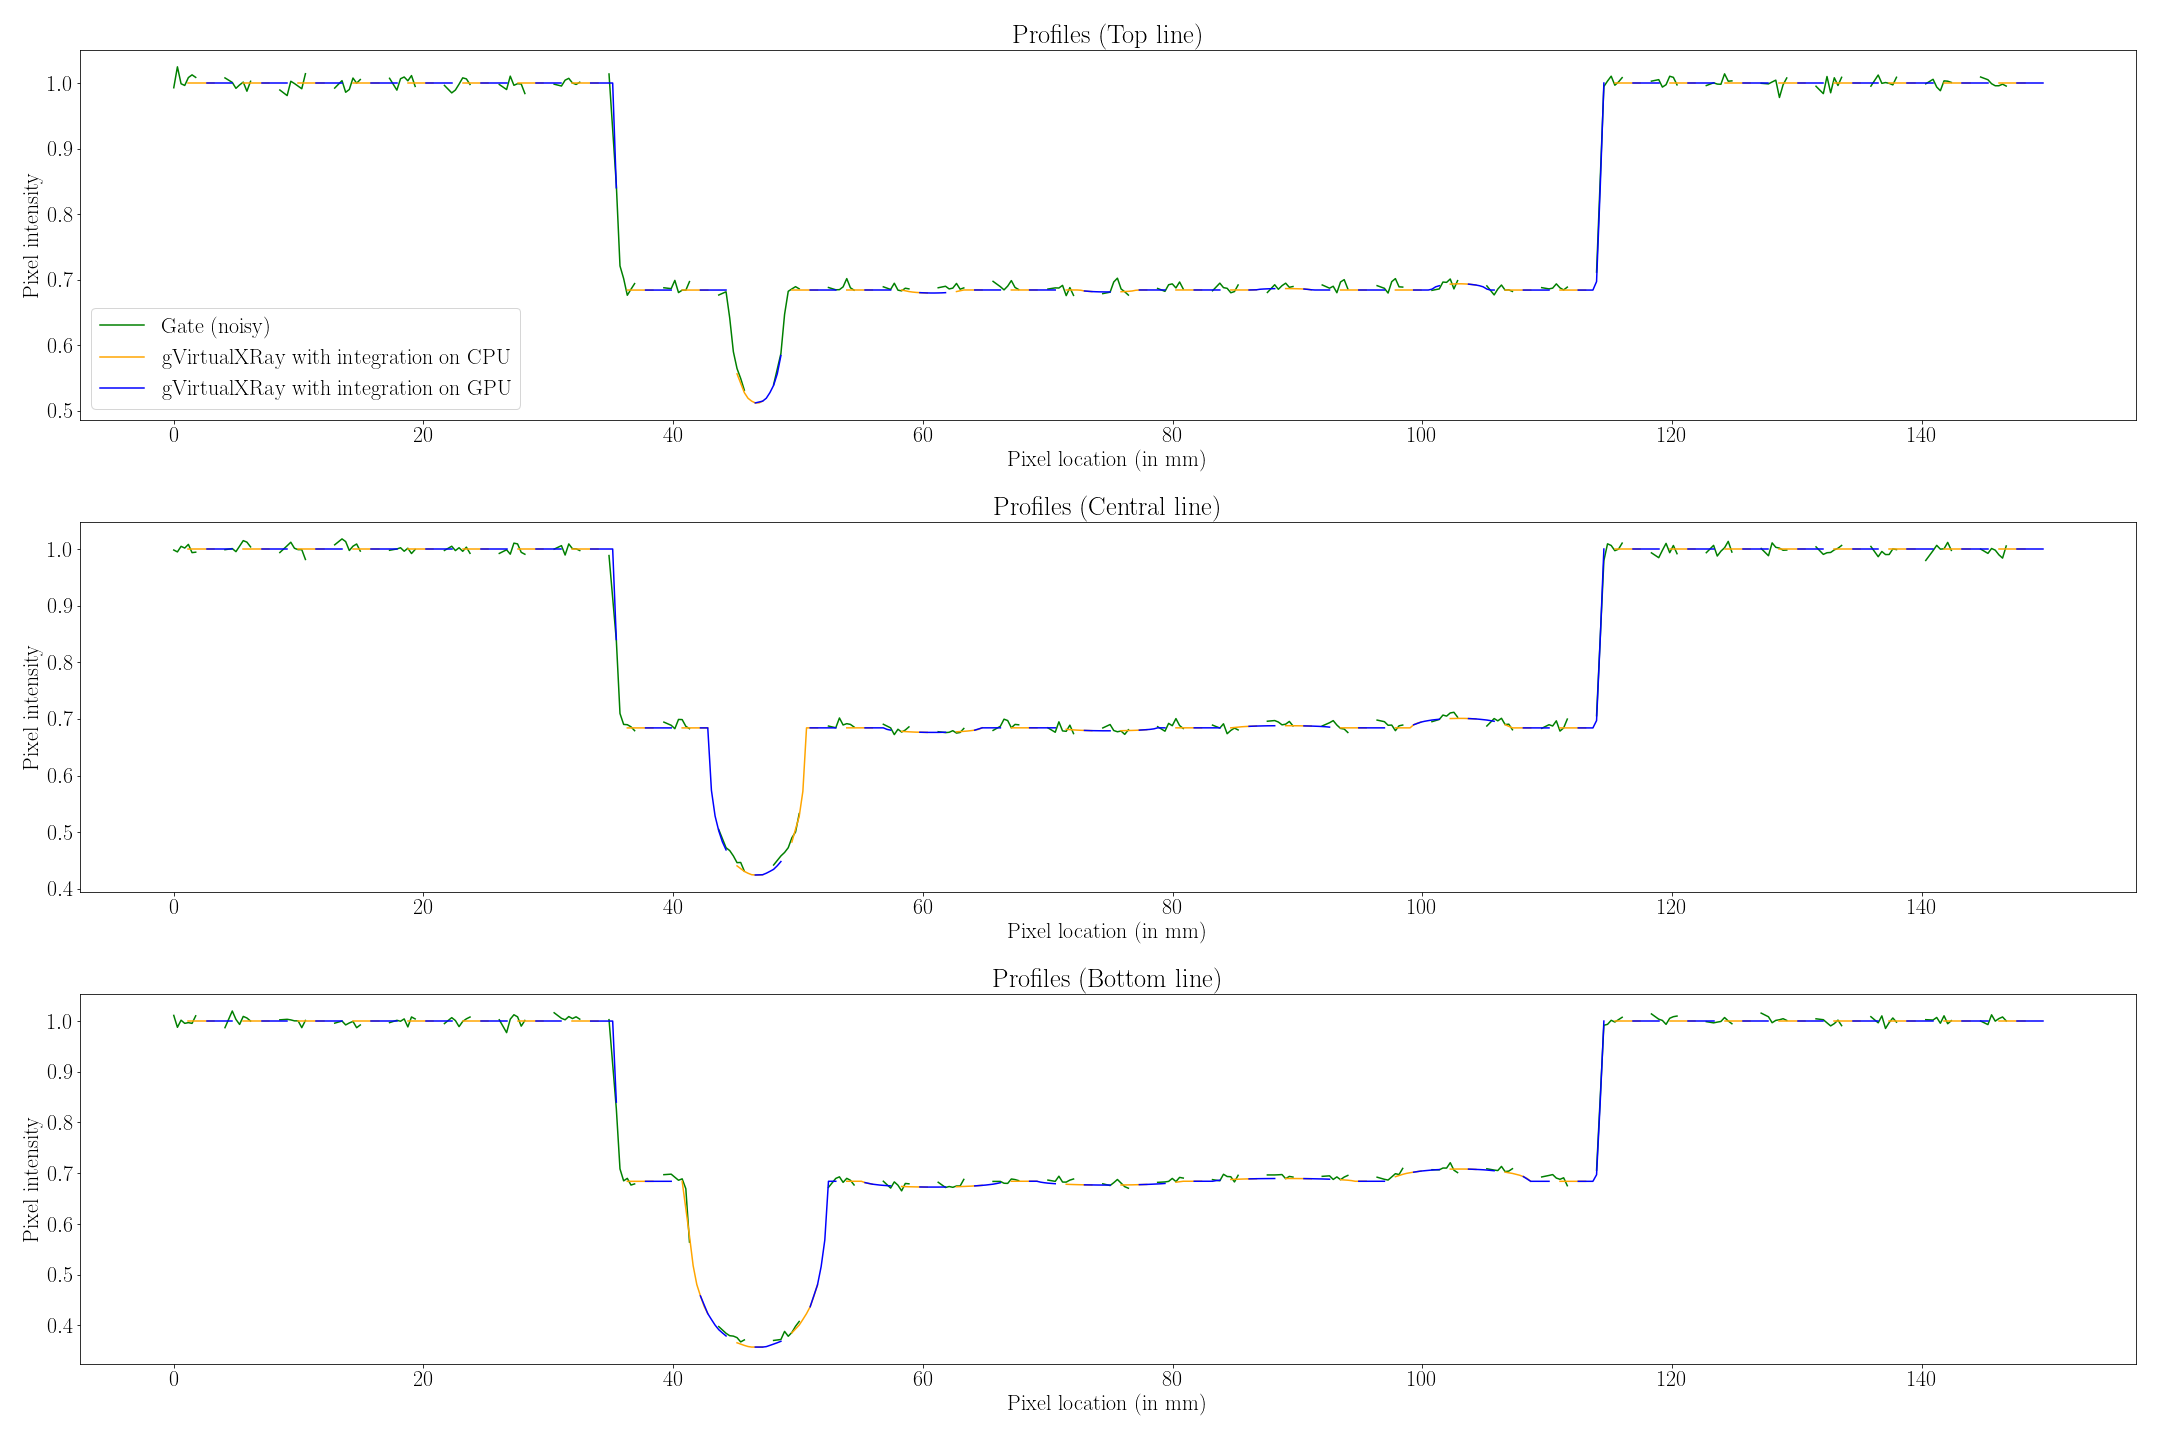 Profiles (Top line)
1.0
0.9
0.8
0.7
0.6
0.5
Pixel intensity
Gate (noisy)
gVirtualXRay with integration on CPU
gVirtualXRay with integration on GPU
0 20 40 60 80 100 120 140
Pixel location (in mm)
Profiles (Central line)
1.0
0.9
0.8
0.7
0.6
0.5
0.4
Pixel intensity
0 20 40 60 80 100 120 140
Pixel location (in mm)
Profiles (Bottom line)
1.0
0.9
0.8
0.7
0.6
0.5
0.4
Pixel intensity
0 20 40 60 80 100 120 140
Pixel location (in mm)